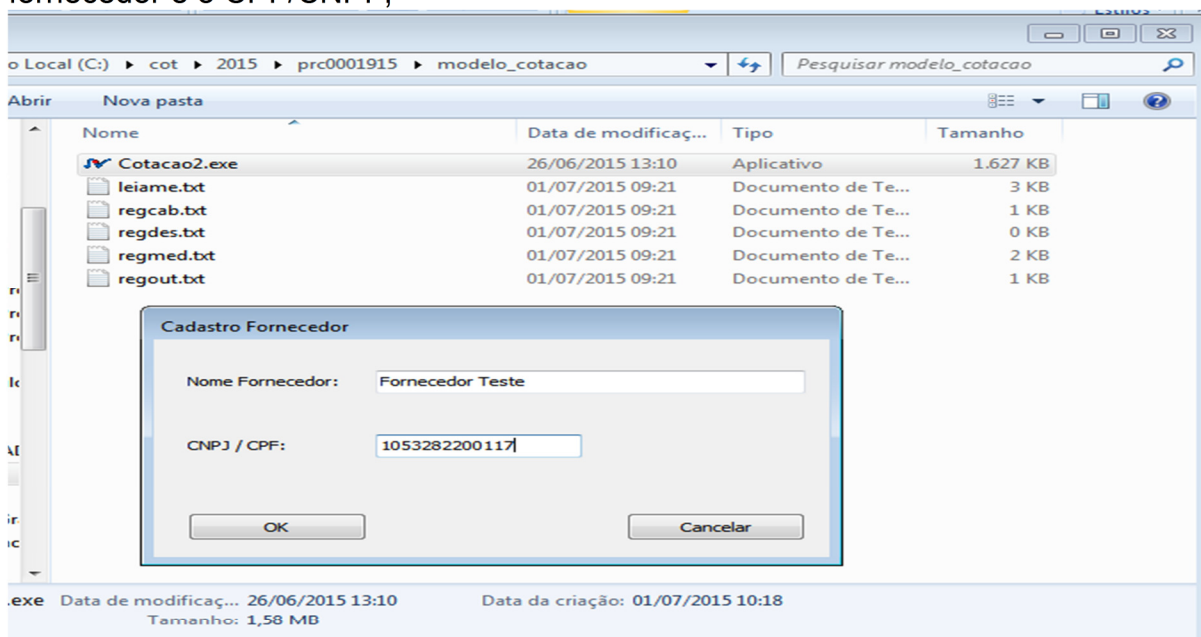 fornecedor e o CPF/CNPF;
Estilos
o Local (C:) ▸ cot ▸ 2015 ▸ prc0001915 ▸ modelo_cotacao Pesquisar modelo_cotacao
Abrir Nova pasta
Nome Data de modificaç... Tipo Tamanho
Cotacao2.exe 26/06/2015 13:10 Aplicativo 1.627 KB
leiame.txt 01/07/2015 09:21 Documento de Te... 3 KB
regcab.txt 01/07/2015 09:21 Documento de Te... 1 KB
regdes.txt 01/07/2015 09:21 Documento de Te... 0 KB
regmed.txt 01/07/2015 09:21 Documento de Te... 2 KB
regout.txt 01/07/2015 09:21 Documento de Te... 1 KB
Cadastro Fornecedor
Nome Fornecedor: Fornecedor Teste
CNPJ / CPF: 1053282200117
OK Cancelar
.exe Data de modificaç... 26/06/2015 13:10 Data da criação: 01/07/2015 10:18
Tamanho: 1,58 MB